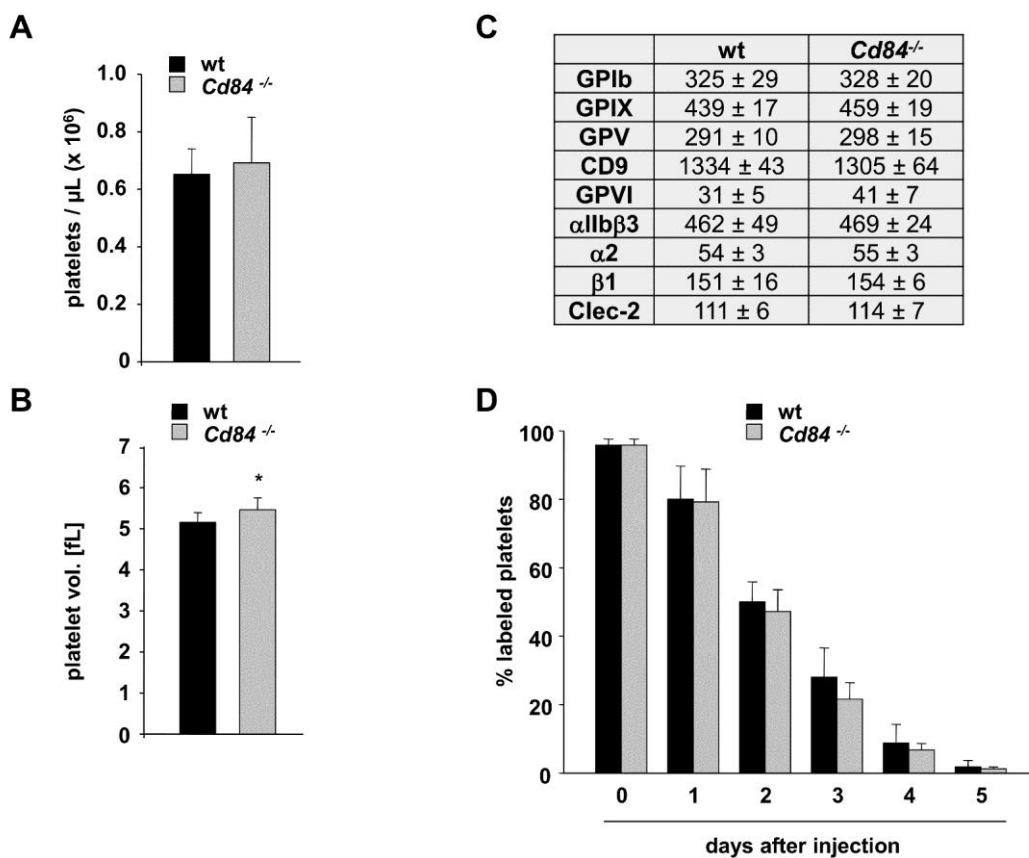 A
wt
Cd84 -/-
platelets / µL (x 10⁶)
1.0
0.8
0.6
0.4
0.2
0
B
wt
Cd84 -/-
*
platelet vol. [fL]
7
6
5
4
3
2
1
0
C
wt Cd84-/-
GPIb 325 ± 29 328 ± 20
GPIX 439 ± 17 459 ± 19
GPV 291 ± 10 298 ± 15
CD9 1334 ± 43 1305 ± 64
GPVI 31 ± 5 41 ± 7
αIIbβ3 462 ± 49 469 ± 24
α2 54 ± 3 55 ± 3
β1 151 ± 16 154 ± 6
Clec-2 111 ± 6 114 ± 7
D
wt
Cd84 -/-
% labeled platelets
100
80
60
40
20
0
0 1 2 3 4 5
days after injection